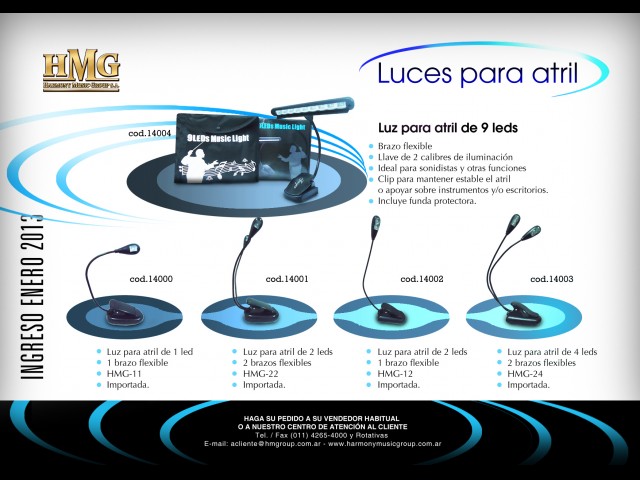 HMG
HARMONY MUSIC GROUP S.A.
Luces para atril
cod.14004
9LEDs Music Light
9LEDs Music Light
Luz para atril de 9 leds
Brazo flexible
Llave de 2 calibres de iluminación
Ideal para sonidistas y otras funciones
Clip para mantener estable el atril
o apoyar sobre instrumentos y/o escritorios.
Incluye funda protectora.
INGRESO ENERO 2013
cod.14000
Luz para atril de 1 led
1 brazo flexible
HMG-11
Importada.
cod.14001
Luz para atril de 2 leds
2 brazos flexibles
HMG-22
Importada.
cod.14002
Luz para atril de 2 leds
1 brazo flexible
HMG-12
Importada.
cod.14003
Luz para atril de 4 leds
2 brazos flexibles
HMG-24
Importada.
HAGA SU PEDIDO A SU VENDEDOR HABITUAL
O A NUESTRO CENTRO DE ATENCIÓN AL CLIENTE
Tel. / Fax (011) 4265-4000 y Rotativas
E-mail: acliente@hmgroup.com.ar - www.harmonymusicgroup.com.ar